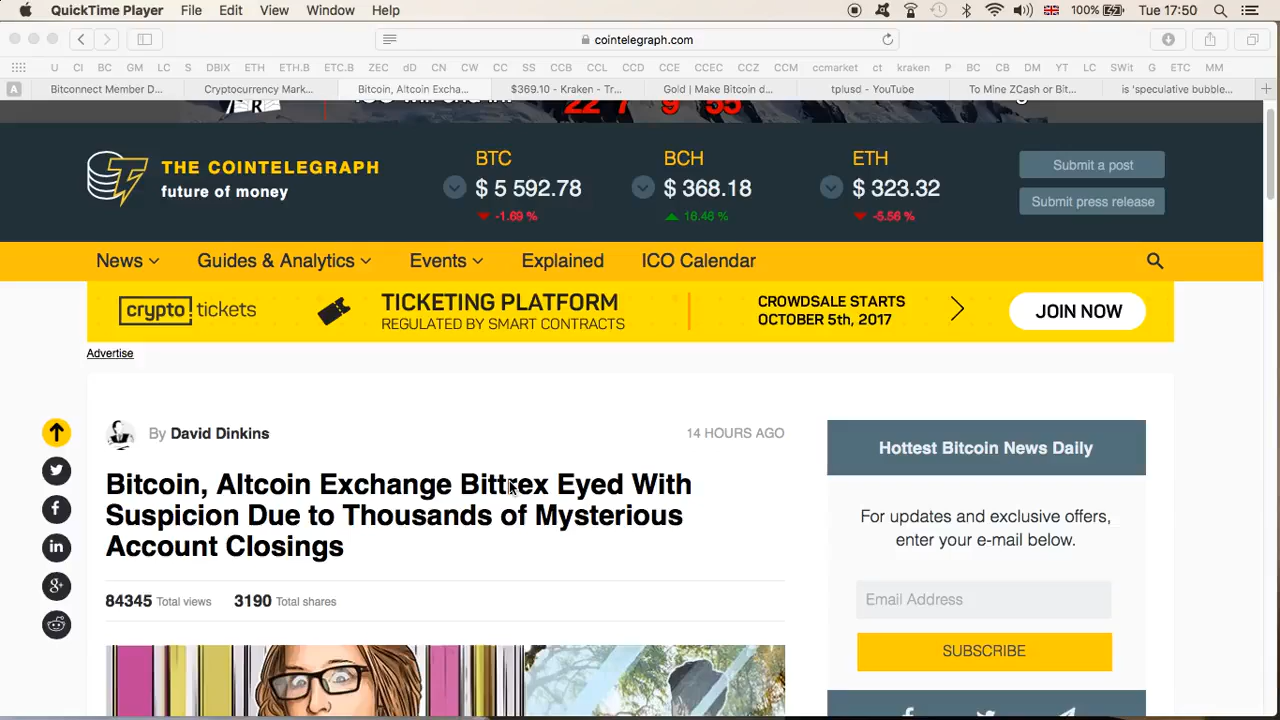 QuickTime Player File Edit View Window Help 100% Tue 17:50
cointelegraph.com
U CI BC GM LC S DBIX ETH ETH.B ETC.B ZEC dD CN CW CC SS CCB CCL CCD CCE CCEC CCZ CCM ccmarket ct kraken P BC CB DM YT LC SWit G ETC MM
A Bitconnect Member D... Cryptocurrency Mark... Bitcoin, Altcoin Excha... $369.10 - Kraken - Tr... Gold | Make Bitcoin d... tplusd - YouTube To Mine ZCash or Bit... is 'speculative bubble...
22 7 9 55
THE COINTELEGRAPH
future of money
BTC
$ 5 592.78
-1.69 %
BCH
$ 368.18
16.46 %
ETH
$ 323.32
-5.56 %
Submit a post
Submit press release
News Guides & Analytics Events Explained ICO Calendar
crypto! tickets
TICKETING PLATFORM
REGULATED BY SMART CONTRACTS
CROWDSALE STARTS
OCTOBER 5th, 2017
JOIN NOW
Advertise
By David Dinkins
14 HOURS AGO
Bitcoin, Altcoin Exchange Bittrex Eyed With
Suspicion Due to Thousands of Mysterious
Account Closings
84345 Total views 3190 Total shares
Hottest Bitcoin News Daily
For updates and exclusive offers,
enter your e-mail below.
Email Address
SUBSCRIBE